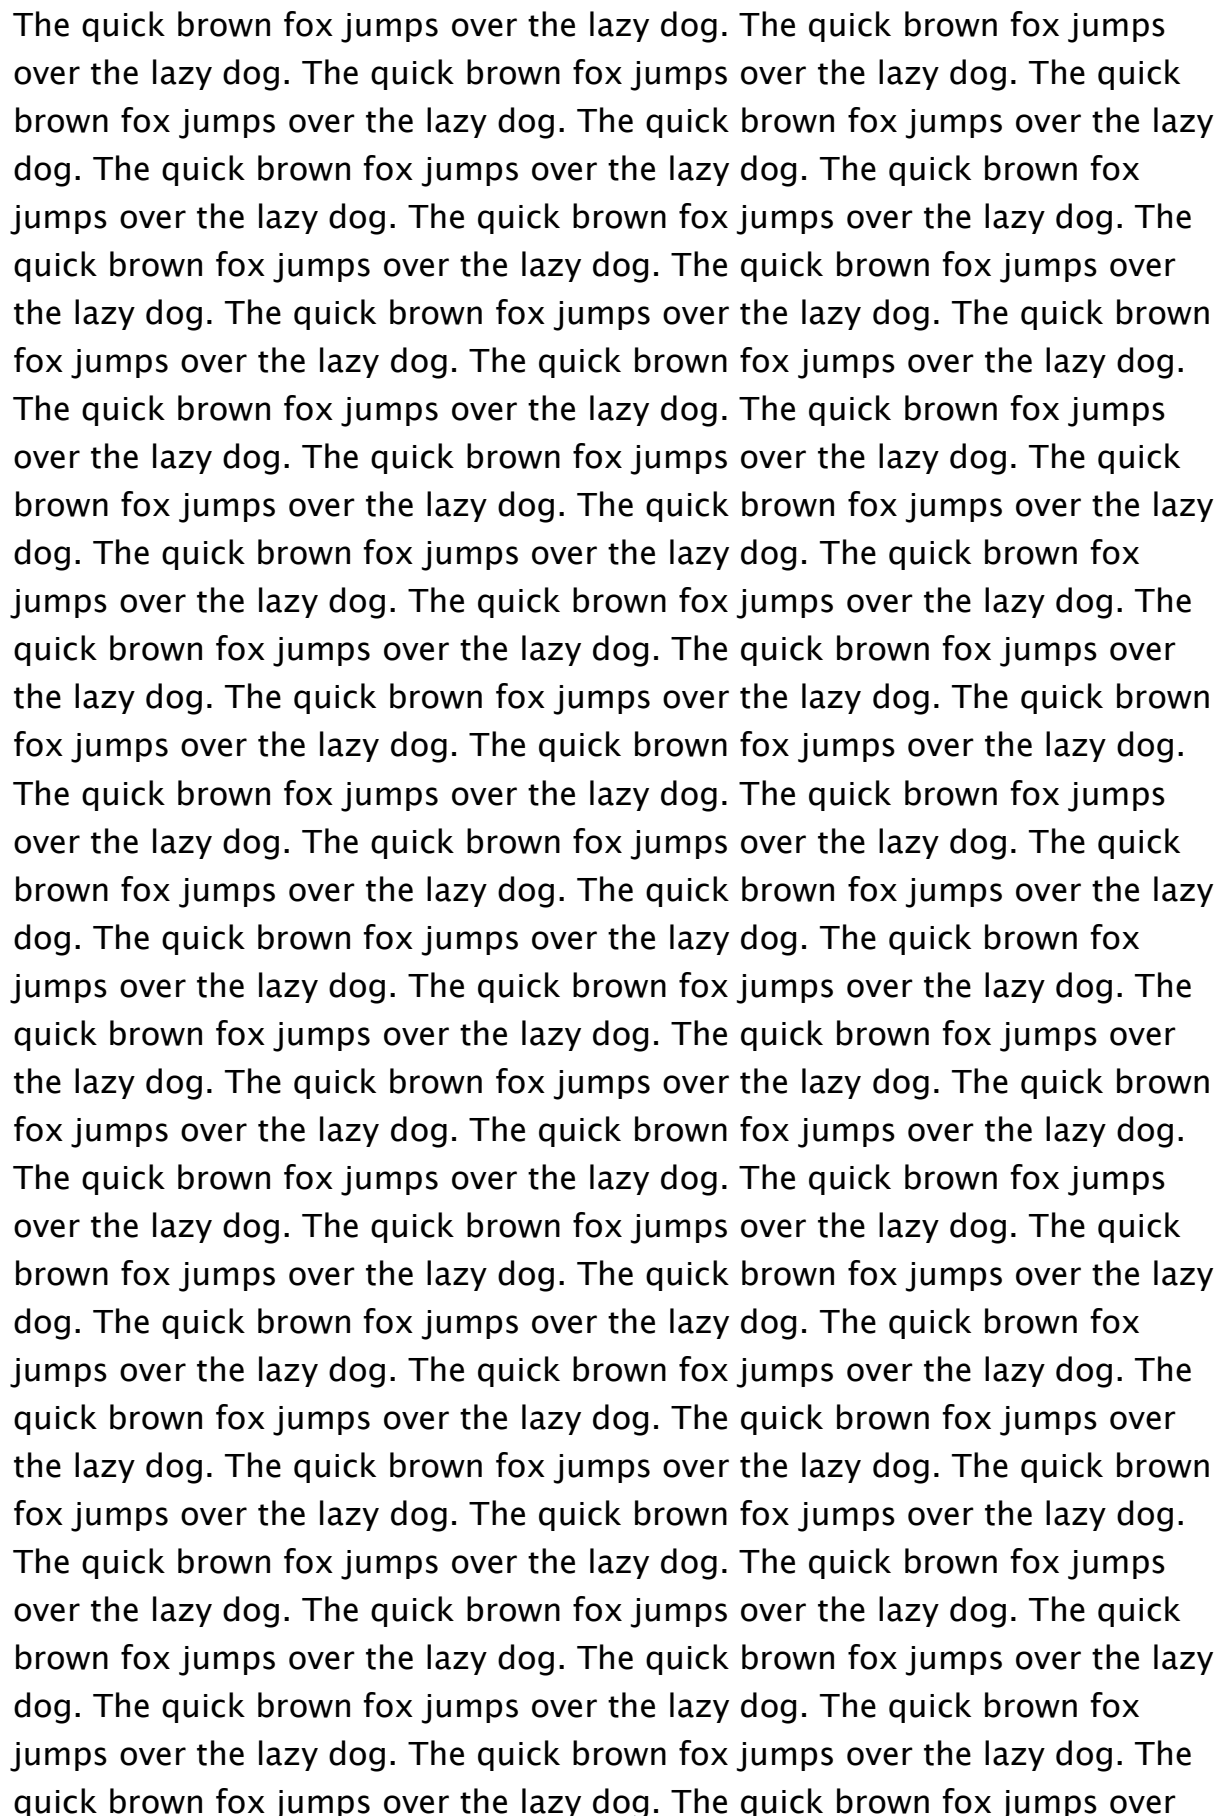 The quick brown fox jumps over the lazy dog. The quick brown fox jumps
over the lazy dog. The quick brown fox jumps over the lazy dog. The quick
brown fox jumps over the lazy dog. The quick brown fox jumps over the lazy
dog. The quick brown fox jumps over the lazy dog. The quick brown fox
jumps over the lazy dog. The quick brown fox jumps over the lazy dog. The
quick brown fox jumps over the lazy dog. The quick brown fox jumps over
the lazy dog. The quick brown fox jumps over the lazy dog. The quick brown
fox jumps over the lazy dog. The quick brown fox jumps over the lazy dog.
The quick brown fox jumps over the lazy dog. The quick brown fox jumps
over the lazy dog. The quick brown fox jumps over the lazy dog. The quick
brown fox jumps over the lazy dog. The quick brown fox jumps over the lazy
dog. The quick brown fox jumps over the lazy dog. The quick brown fox
jumps over the lazy dog. The quick brown fox jumps over the lazy dog. The
quick brown fox jumps over the lazy dog. The quick brown fox jumps over
the lazy dog. The quick brown fox jumps over the lazy dog. The quick brown
fox jumps over the lazy dog. The quick brown fox jumps over the lazy dog.
The quick brown fox jumps over the lazy dog. The quick brown fox jumps
over the lazy dog. The quick brown fox jumps over the lazy dog. The quick
brown fox jumps over the lazy dog. The quick brown fox jumps over the lazy
dog. The quick brown fox jumps over the lazy dog. The quick brown fox
jumps over the lazy dog. The quick brown fox jumps over the lazy dog. The
quick brown fox jumps over the lazy dog. The quick brown fox jumps over
the lazy dog. The quick brown fox jumps over the lazy dog. The quick brown
fox jumps over the lazy dog. The quick brown fox jumps over the lazy dog.
The quick brown fox jumps over the lazy dog. The quick brown fox jumps
over the lazy dog. The quick brown fox jumps over the lazy dog. The quick
brown fox jumps over the lazy dog. The quick brown fox jumps over the lazy
dog. The quick brown fox jumps over the lazy dog. The quick brown fox
jumps over the lazy dog. The quick brown fox jumps over the lazy dog. The
quick brown fox jumps over the lazy dog. The quick brown fox jumps over
the lazy dog. The quick brown fox jumps over the lazy dog. The quick brown
fox jumps over the lazy dog. The quick brown fox jumps over the lazy dog.
The quick brown fox jumps over the lazy dog. The quick brown fox jumps
over the lazy dog. The quick brown fox jumps over the lazy dog. The quick
brown fox jumps over the lazy dog. The quick brown fox jumps over the lazy
dog. The quick brown fox jumps over the lazy dog. The quick brown fox
jumps over the lazy dog. The quick brown fox jumps over the lazy dog. The
quick brown fox jumps over the lazy dog. The quick brown fox jumps over